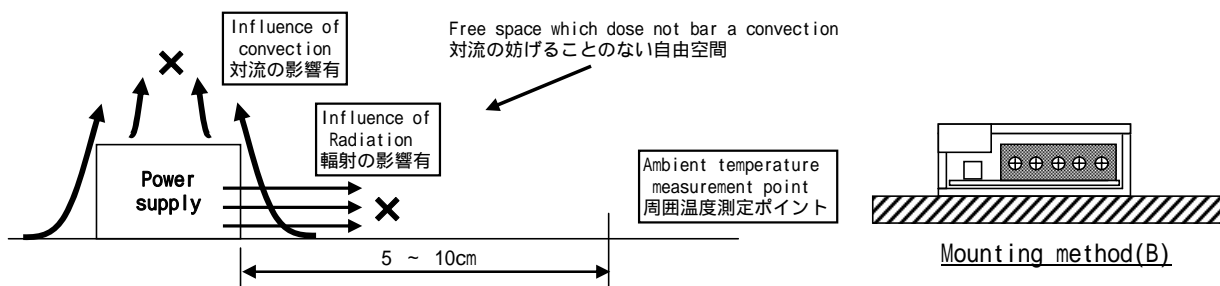 Influence of
convection
対流の影響有
Free space which dose not bar a convection
対流の妨げることのない自由空間
Influence of
Radiation
輻射の影響有
Power
supply
Ambient temperature
measurement point
周囲温度測定ポイント
5 ~ 10cm
Mounting method(B)